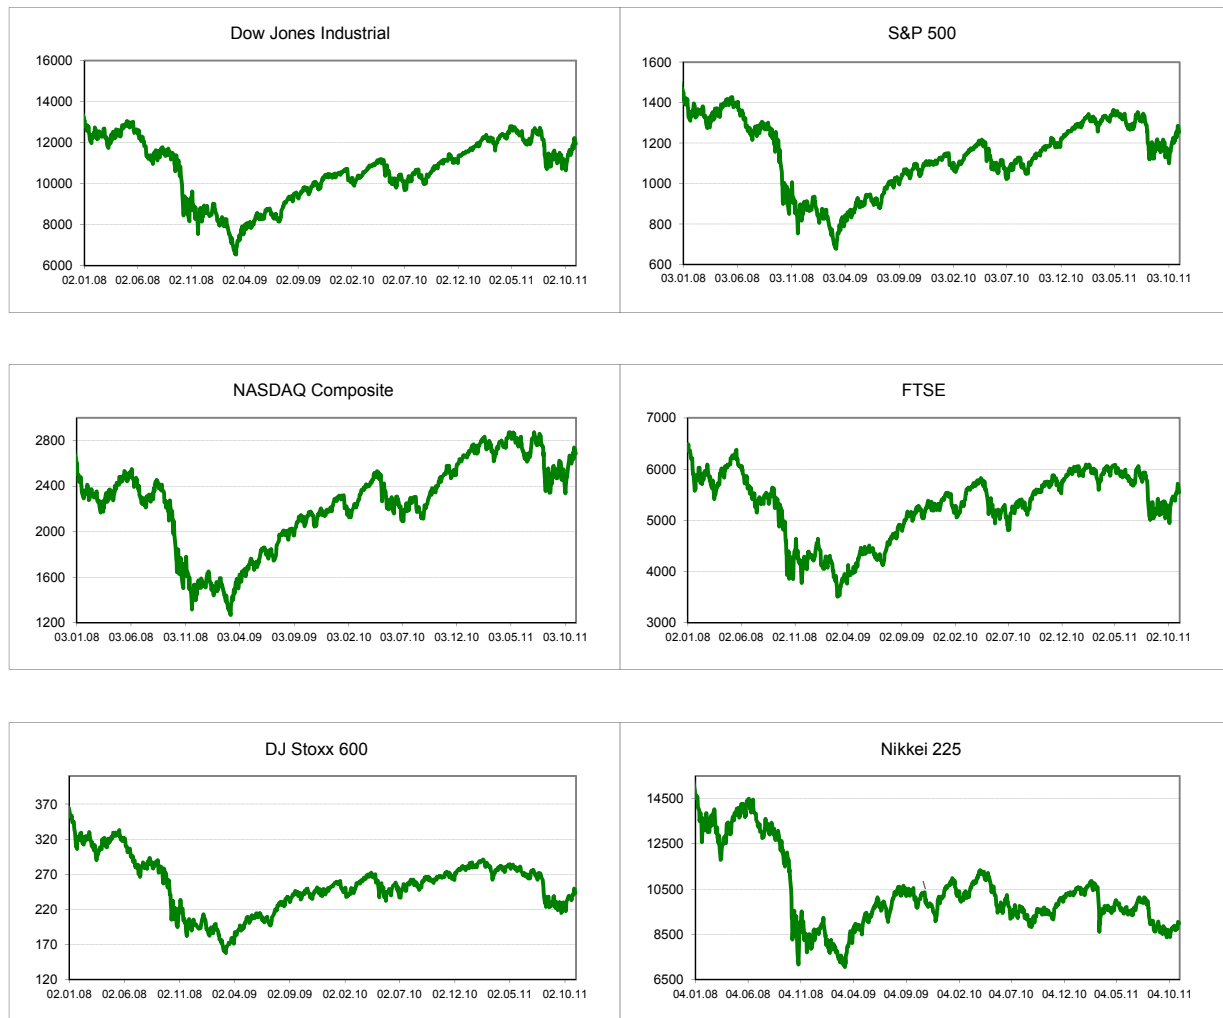 Dow Jones Industrial
16000
14000
12000
10000
8000
6000
02.01.08 02.06.08 02.11.08 02.04.09 02.09.09 02.02.10 02.07.10 02.12.10 02.05.11 02.10.11
S&P 500
1600
1400
1200
1000
800
600
03.01.08 03.06.08 03.11.08 03.04.09 03.09.09 03.02.10 03.07.10 03.12.10 03.05.11 03.10.11
NASDAQ Composite
2800
2400
2000
1600
1200
03.01.08 03.06.08 03.11.08 03.04.09 03.09.09 03.02.10 03.07.10 03.12.10 03.05.11 03.10.11
FTSE
7000
6000
5000
4000
3000
02.01.08 02.06.08 02.11.08 02.04.09 02.09.09 02.02.10 02.07.10 02.12.10 02.05.11 02.10.11
DJ Stoxx 600
370
320
270
220
170
120
02.01.08 02.06.08 02.11.08 02.04.09 02.09.09 02.02.10 02.07.10 02.12.10 02.05.11 02.10.11
Nikkei 225
14500
12500
10500
8500
6500
04.01.08 04.06.08 04.11.08 04.04.09 04.09.09 04.02.10 04.07.10 04.12.10 04.05.11 04.10.11